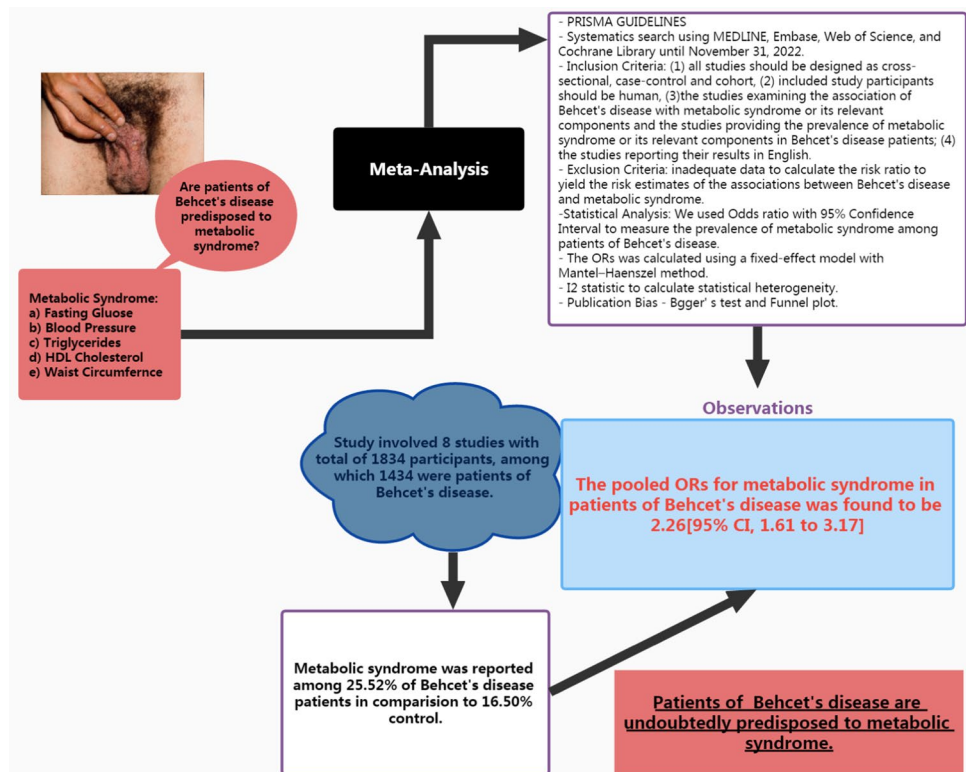 - PRISMA GUIDELINES
- Systematics search using MEDLINE, Embase, Web of Science, and
Cochrane Library until November 31, 2022.
- Inclusion Criteria: (1) all studies should be designed as cross-
sectional, case-control and cohort, (2) included study participants
should be human, (3)the studies examining the association of
Behcet's disease with metabolic syndrome or its relevant
components and the studies providing the prevalence of metabolic
syndrome or its relevant components in Behcet's disease patients; (4)
the studies reporting their results in English.
- Exclusion Criteria: inadequate data to calculate the risk ratio to
yield the risk estimates of the associations between Behcet's disease
and metabolic syndrome.
-Statistical Analysis: We used Odds ratio with 95% Confidence
Interval to measure the prevalence of metabolic syndrome among
patients of Behcet's disease.
- The ORs was calculated using a fixed-effect model with
Mantel–Haenszel method.
- I2 statistic to calculate statistical heterogeneity.
- Publication Bias - Bgger' s test and Funnel plot.
Meta-Analysis
Are patients of
Behcet's disease
predisposed to
metabolic
syndrome?
Metabolic Syndrome:
a) Fasting Gluose
b) Blood Pressure
c) Triglycerides
d) HDL Cholesterol
e) Waist Circumfernce
Observations
Study involved 8 studies with
total of 1834 participants, among
which 1434 were patients of
Behcet's disease.
The pooled ORs for metabolic syndrome in
patients of Behcet's disease was found to be
2.26[95% CI, 1.61 to 3.17]
Metabolic syndrome was reported
among 25.52% of Behcet's disease
patients in comparision to 16.50%
control.
Patients of Behcet's disease are
undoubtedly predisposed to metabolic
syndrome.